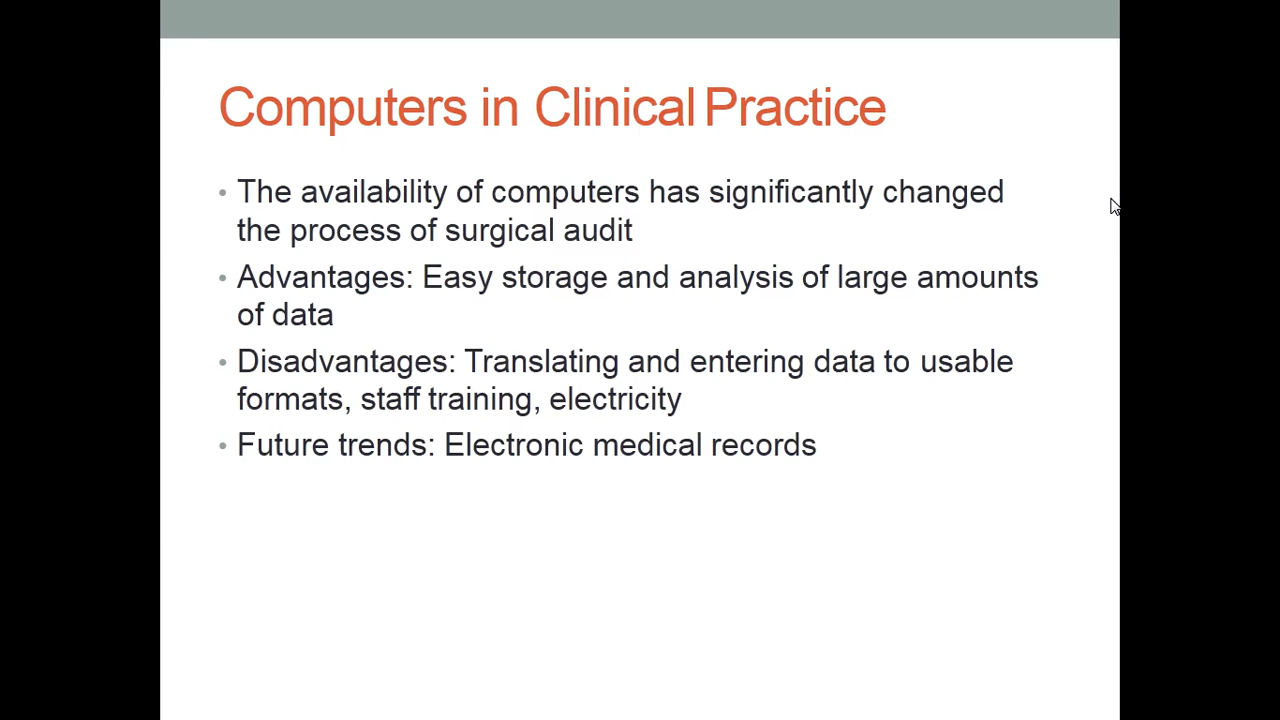 Computers in Clinical Practice
• The availability of computers has significantly changed
the process of surgical audit
• Advantages: Easy storage and analysis of large amounts
of data
• Disadvantages: Translating and entering data to usable
formats, staff training, electricity
• Future trends: Electronic medical records